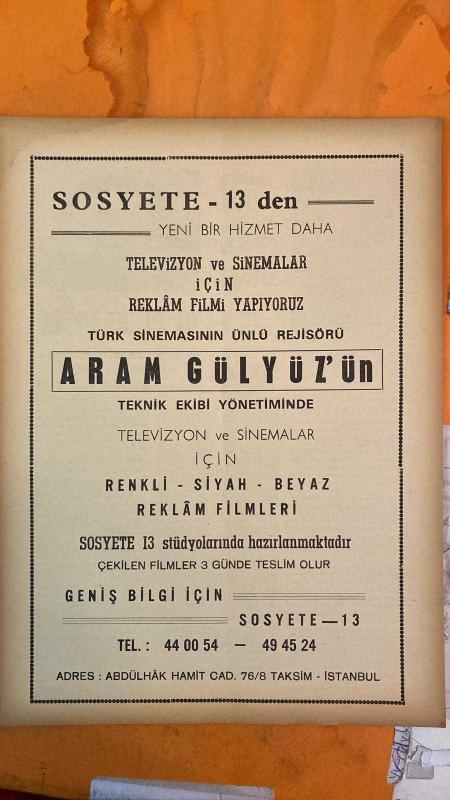 SOSYETE - 13 den
YENİ BİR HİZMET DAHA
TELEVİZYON ve SİNEMALAR
İÇİN
REKLÂM FİLMİ YAPIYORUZ
TÜRK SİNEMASININ ÜNLÜ REJİSÖRÜ
ARAM GÜLYÜZ'ün
TEKNİK EKİBİ YÖNETİMİNDE
TELEVİZYON ve SİNEMALAR
İÇİN
RENKLİ - SİYAH - BEYAZ
REKLÂM FİLMLERİ
SOSYETE 13 stüdyolarında hazırlanmaktadır
ÇEKİLEN FİLMLER 3 GÜNDE TESLİM OLUR
GENİŞ BİLGİ İÇİN
SOSYETE—13
TEL. : 44 00 54 — 49 45 24
ADRES : ABDÜLHÂK HAMİT CAD. 76/8 TAKSİM - İSTANBUL